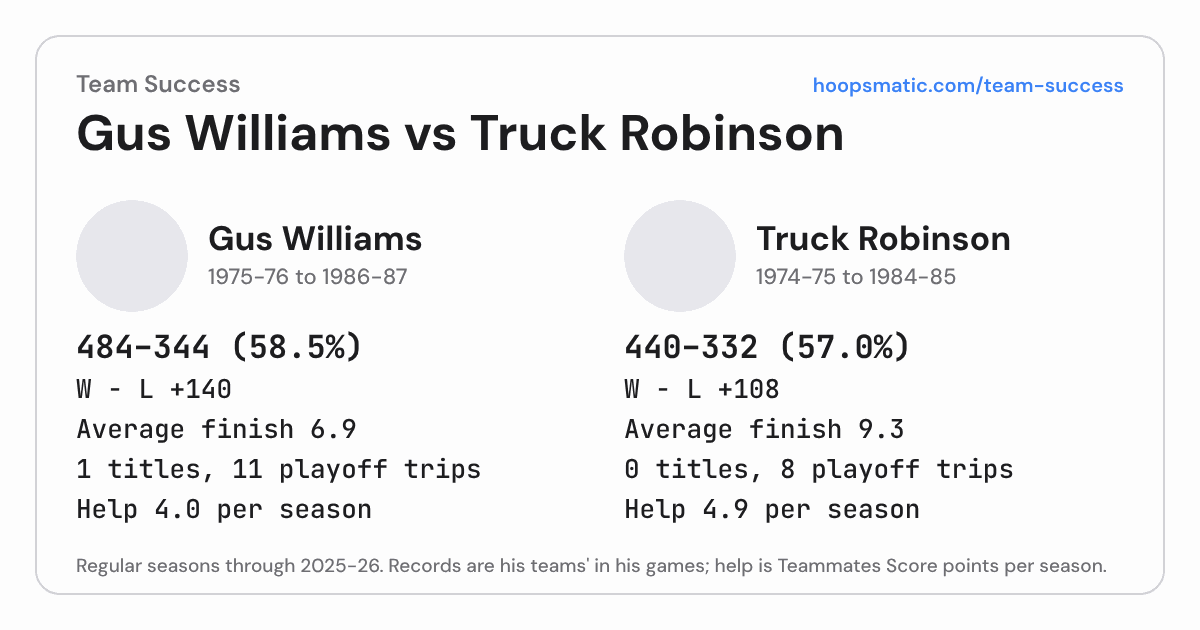 Team Success
hoopsmatic.com/team-success
Gus Williams vs Truck Robinson
Gus Williams
1975-76 to 1986-87
484-344 (58.5%)
W - L +140
Average finish 6.9
1 titles, 11 playoff trips
Help 4.0 per season
Truck Robinson
1974-75 to 1984-85
440-332 (57.0%)
W - L +108
Average finish 9.3
0 titles, 8 playoff trips
Help 4.9 per season
Regular seasons through 2025-26. Records are his teams' in his games; help is Teammates Score points per season.